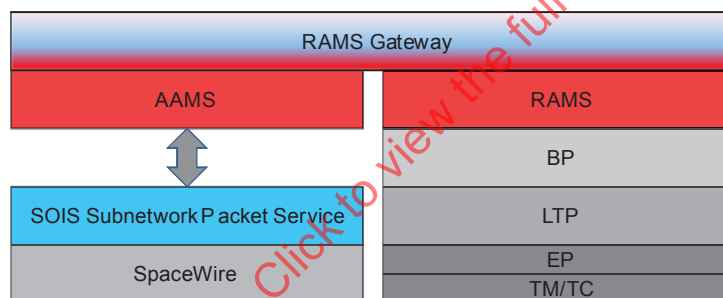 RAMS Gateway
AAMS
RAMS
BP
SOIS Subnetwork Packet Service
LTP
SpaceWire
EP
TM/TC
Click to view the full